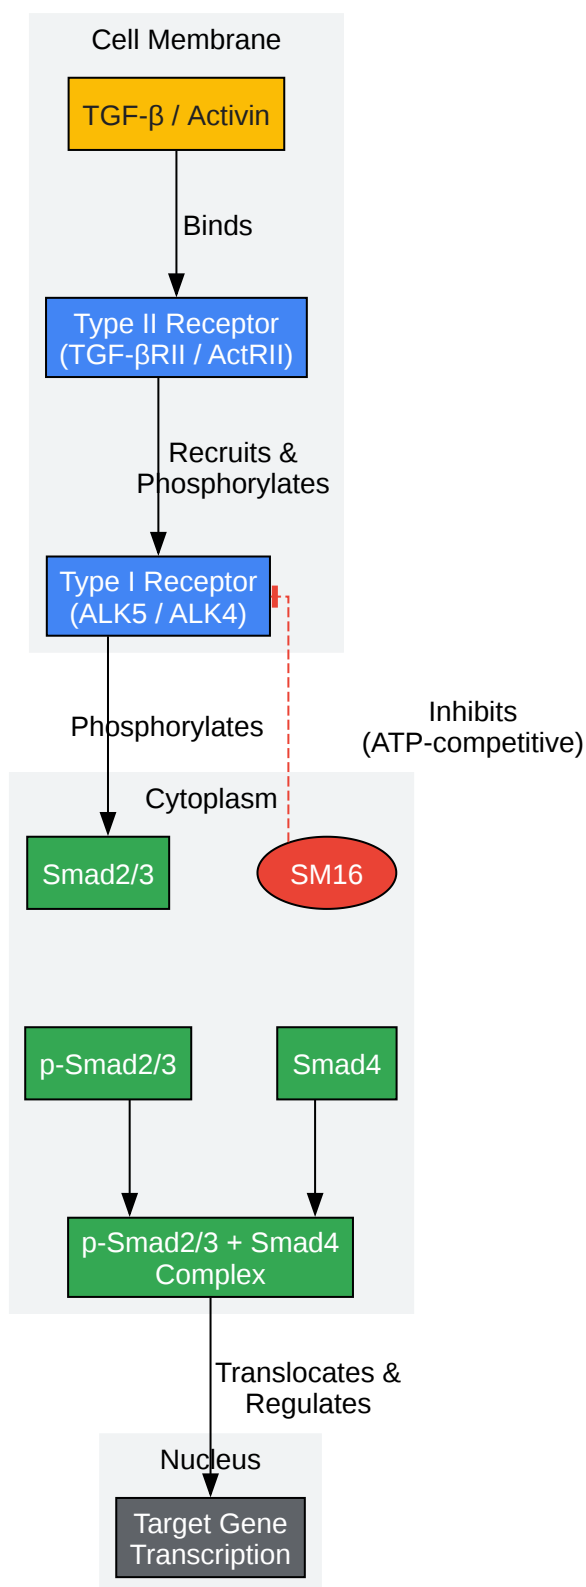 Cell Membrane
TGF-β / Activin
Binds
Type II Receptor
(TGF-βRII / ActRII)
Recruits &
Phosphorylates
Type I Receptor
(ALK5 / ALK4)
Phosphorylates
Inhibits
(ATP-competitive)
Cytoplasm
Smad2/3
SM16
p-Smad2/3
Smad4
p-Smad2/3 + Smad4
Complex
Translocates &
Regulates
Nucleus
Target Gene
Transcription